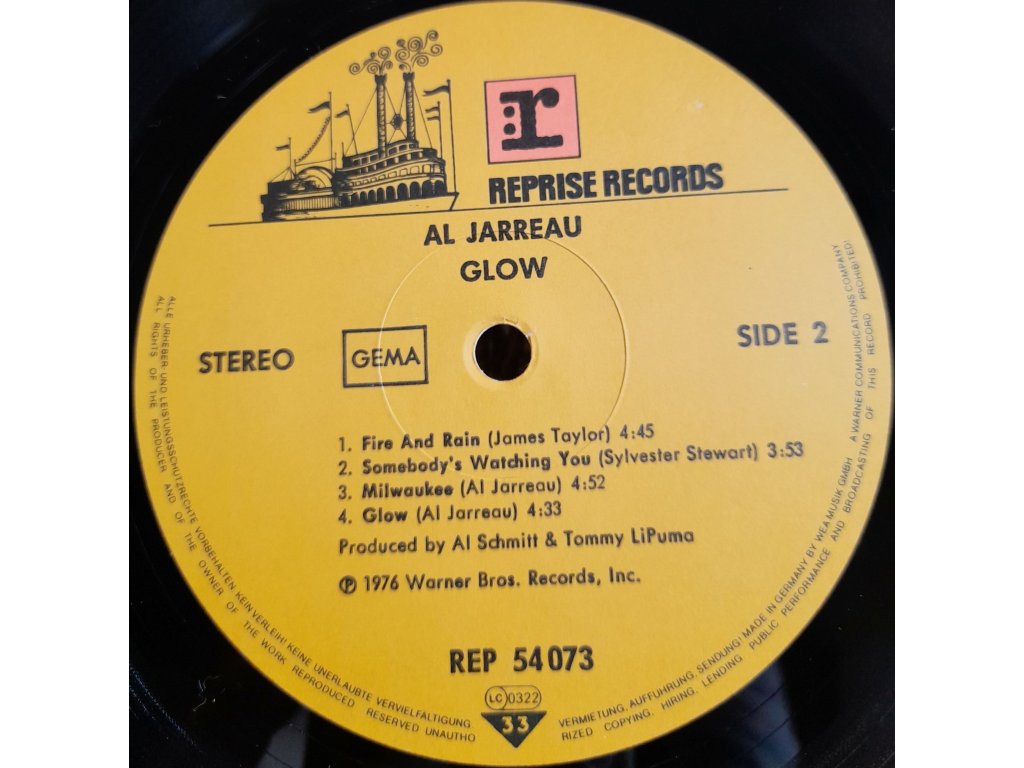 r
REPRISE RECORDS
AL JARREAU
GLOW
STEREO
GEMA
SIDE 2
1. Fire And Rain (James Taylor) 4:45
2. Somebody's Watching You (Sylvester Stewart) 3:53
3. Milwaukee (Al Jarreau) 4:52
4. Glow (Al Jarreau) 4:33
Produced by Al Schmitt & Tommy LiPuma
℗ 1976 Warner Bros. Records, Inc.
REP 54073
LC 0322
33
ALLE URHEBER- UND LEISTUNGSSCHUTZRECHTE VORBEHALTEN KEIN VERLEIH! KEINE UNERLAUBTE VERVIELFÄLTIGUNG, VERMIETUNG, AUFFÜHRUNG, SENDUNG! MADE IN GERMANY BY WEA MUSIK GMBH A WARNER COMMUNICATIONS COMPANY
ALL RIGHTS OF THE PRODUCER AND OF THE OWNER OF THE WORK REPRODUCED RESERVED UNAUTHO RIZED COPYING, HIRING, LENDING PUBLIC PERFORMANCE AND BROADCASTING OF THIS RECORD PROHIBITED!